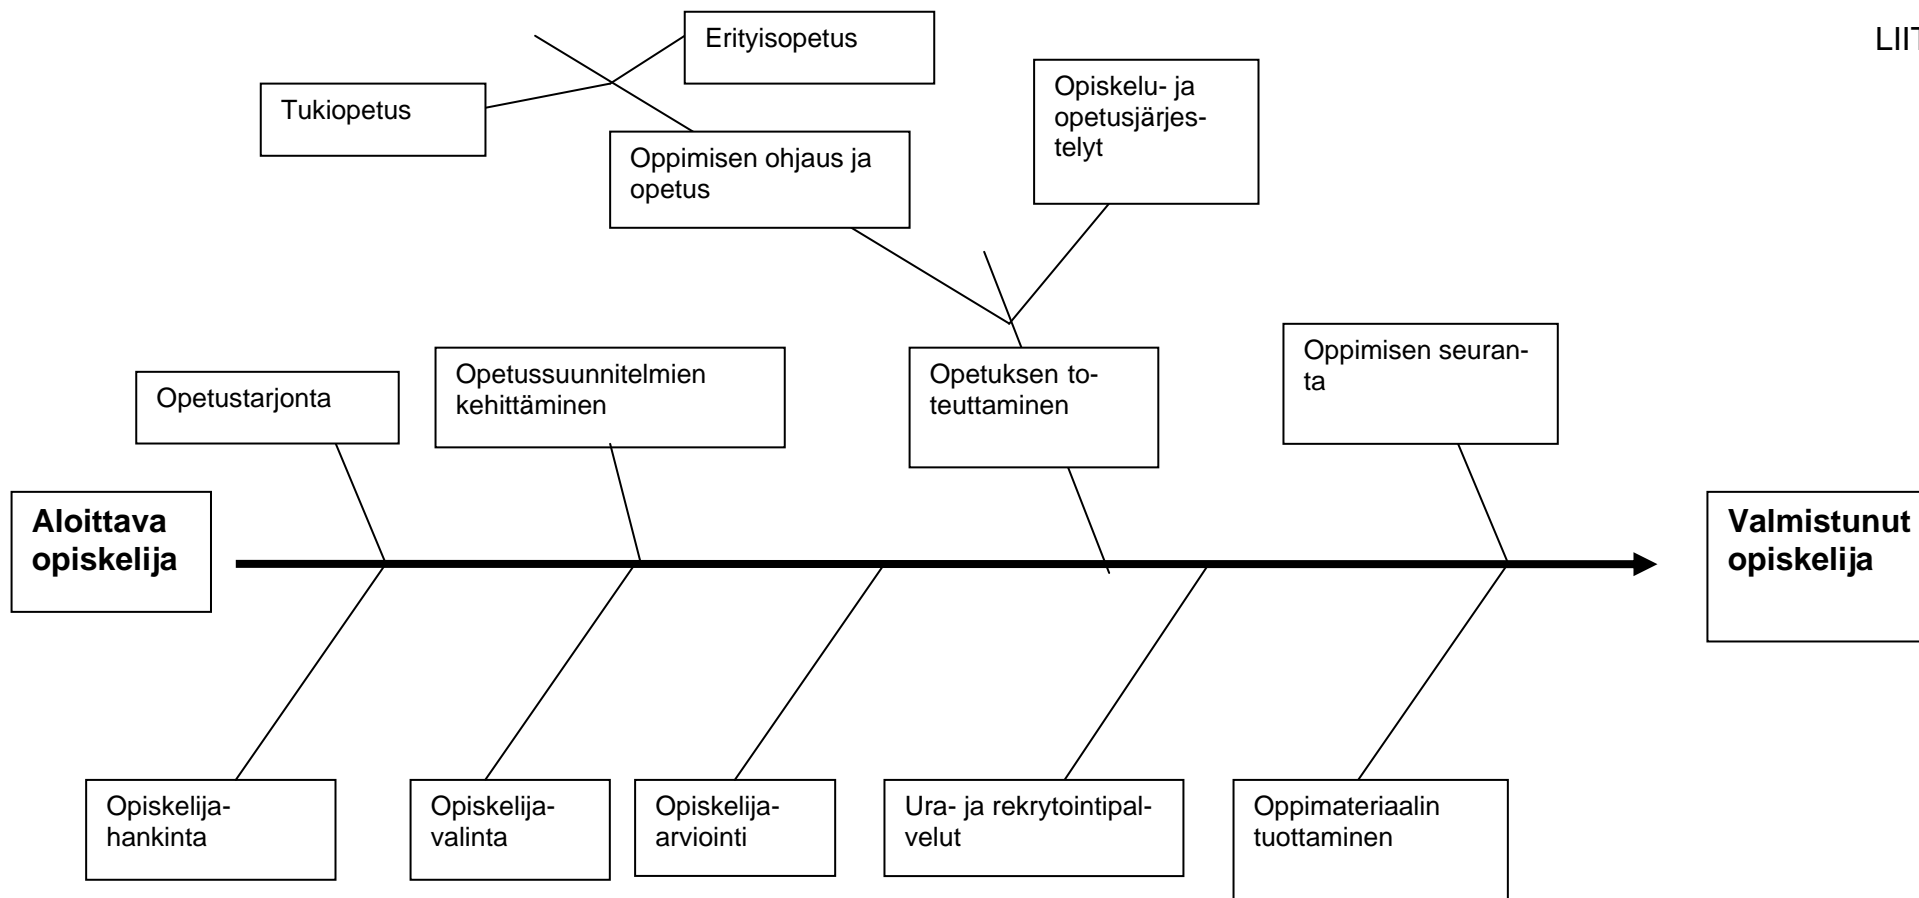 LIIT
Erityisopetus
Tukiopetus
Opiskelu- ja
opetusjärjes-
telyt
Oppimisen ohjaus ja
opetus
Opetustarjonta
Opetussuunnitelmien
kehittäminen
Opetuksen to-
teuttaminen
Oppimisen seuran-
ta
Aloittava
opiskelija
Valmistunut
opiskelija
Opiskelija-
hankinta
Opiskelija-
valinta
Opiskelija-
arviointi
Ura- ja rekrytointipal-
velut
Oppimateriaalin
tuottaminen